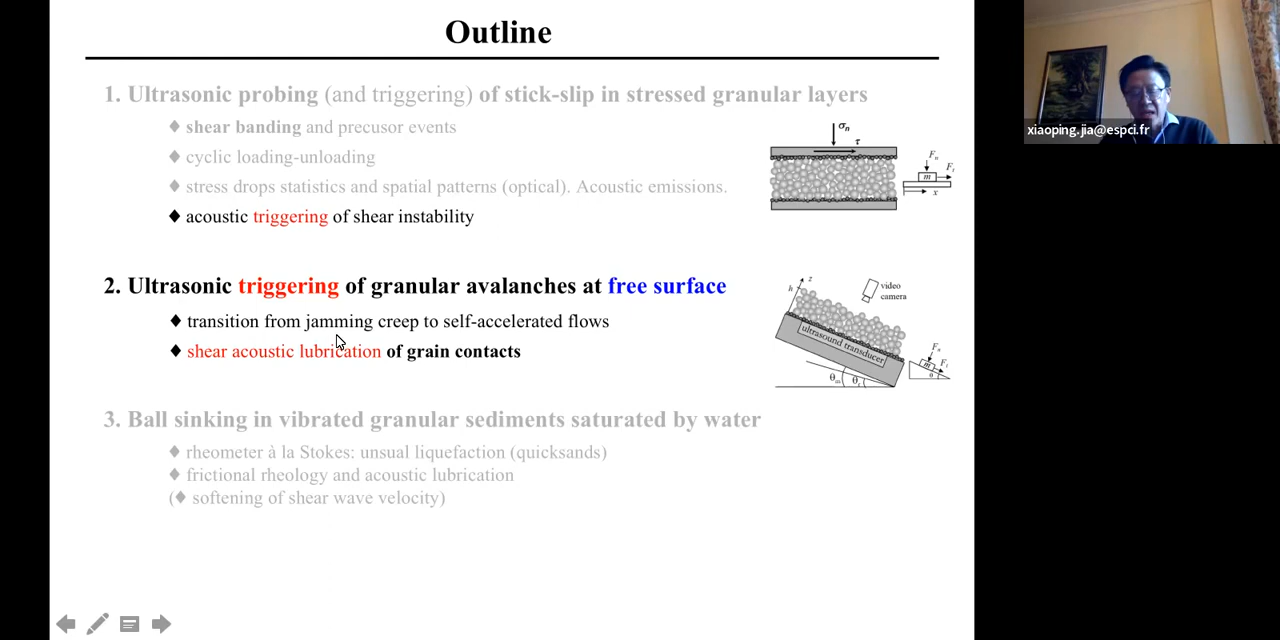 Outline
1. Ultrasonic probing (and triggering) of stick-slip in stressed granular layers
♦ shear banding and precusor events
♦ cyclic loading-unloading
♦ stress drops statistics and spatial patterns (optical). Acoustic emissions.
♦ acoustic triggering of shear instability
σn
τ
Fn
Ft
m
x
2. Ultrasonic triggering of granular avalanches at free surface
♦ transition from jamming creep to self-accelerated flows
♦ shear acoustic lubrication of grain contacts
z
h
video
camera
ultrasound transducer
θm
θr
Fn
Ft
m
θ
3. Ball sinking in vibrated granular sediments saturated by water
♦ rheometer à la Stokes: unsual liquefaction (quicksands)
♦ frictional rheology and acoustic lubrication
(♦ softening of shear wave velocity)
xiaoping.jia@espci.fr